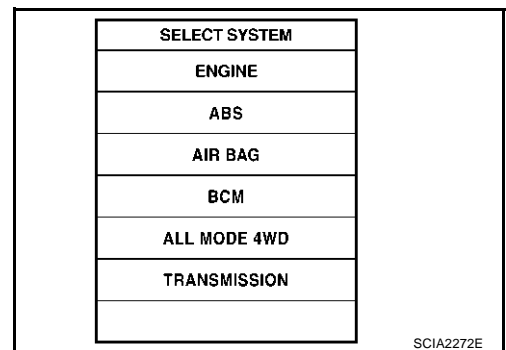 SELECT SYSTEM
ENGINE
ABS
AIR BAG
BCM
ALL MODE 4WD
TRANSMISSION
SCIA2272E